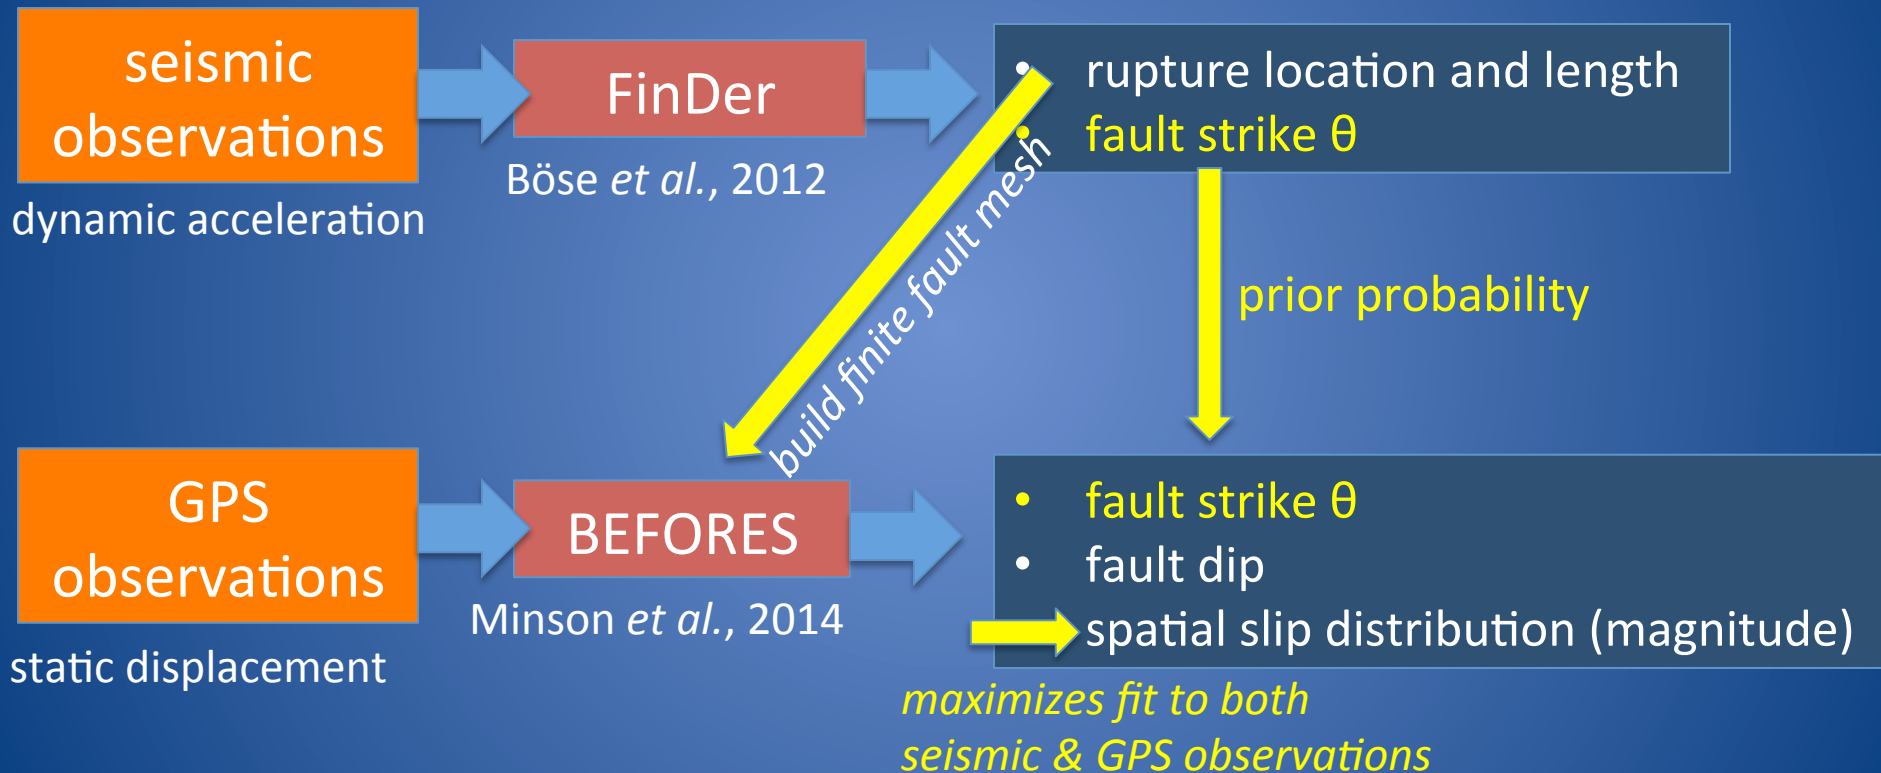 seismic
observations
dynamic acceleration
FinDer
Böse et al., 2012
• rupture location and length
• fault strike θ
build finite fault mesh
prior probability
GPS
observations
static displacement
BEFORES
Minson et al., 2014
• fault strike θ
• fault dip
spatial slip distribution (magnitude)
maximizes fit to both
seismic & GPS observations